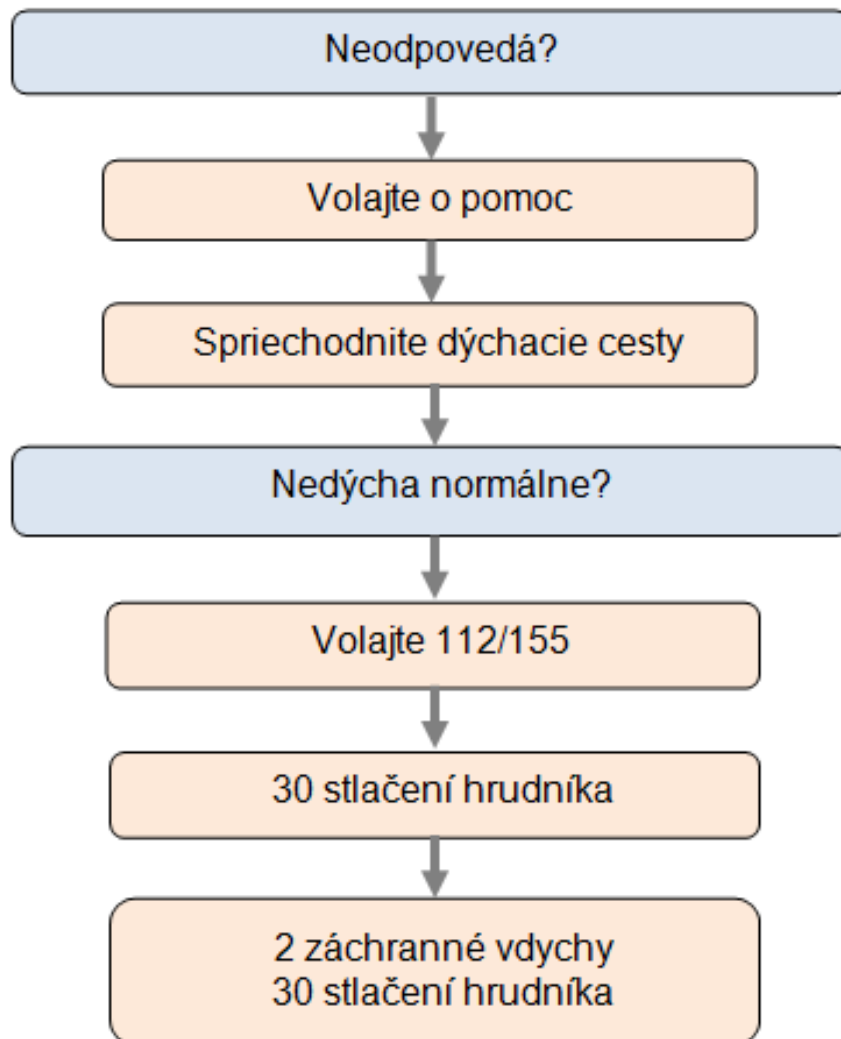 Neodpovedá?
Volajte o pomoc
Spriechodnite dýchacie cesty
Nedýcha normálne?
Volajte 112/155
30 stlačení hrudníka
2 záchranné vdychy
30 stlačení hrudníka